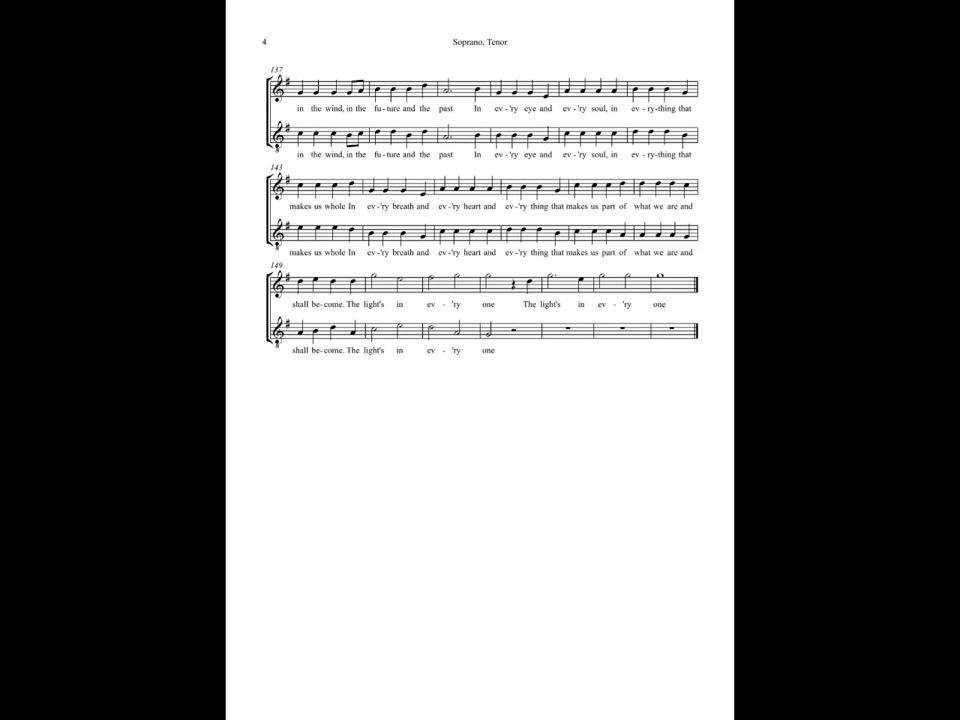 4
Soprano, Tenor
137
in the wind, in the fu - ture and the past In ev - 'ry eye and ev - 'ry soul, in ev - ry-thing that
8
in the wind, in the fu - ture and the past In ev - 'ry eye and ev - 'ry soul, in ev - ry-thing that
143
makes us whole In ev - 'ry breath and ev - 'ry heart and ev - 'ry thing that makes us part of what we are and
8
makes us whole In ev - 'ry breath and ev - 'ry heart and ev - 'ry thing that makes us part of what we are and
149
shall be - come. The light's in ev - 'ry one The light's in ev - 'ry one
8
shall be - come. The light's in ev - 'ry one